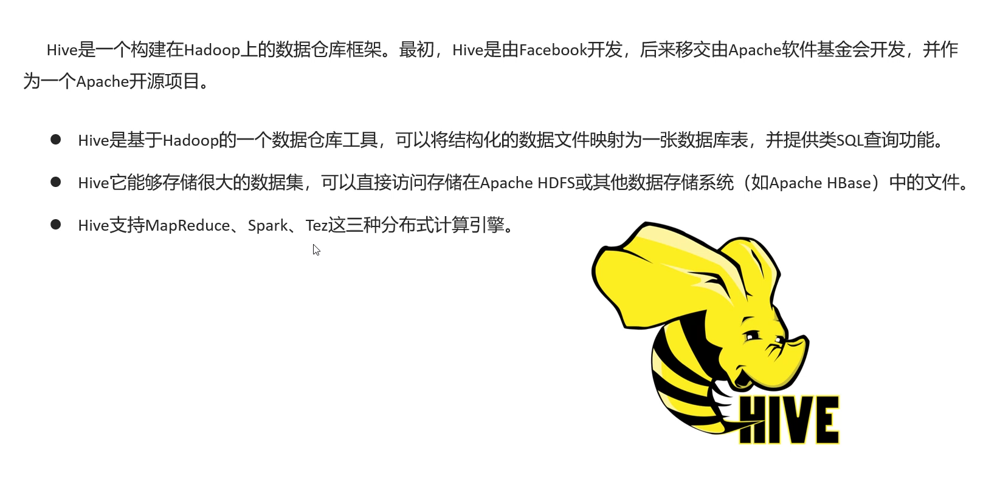 Hive是一个构建在Hadoop上的数据仓库框架。最初，Hive是由Facebook开发，后来移交由Apache软件基金会开发，并作
为一个Apache开源项目。
● Hive是基于Hadoop的一个数据仓库工具，可以将结构化的数据文件映射为一张数据库表，并提供类SQL查询功能。
● Hive它能够存储很大的数据集，可以直接访问存储在Apache HDFS或其他数据存储系统（如Apache HBase）中的文件。
● Hive支持MapReduce、Spark、Tez这三种分布式计算引擎。
HIVE